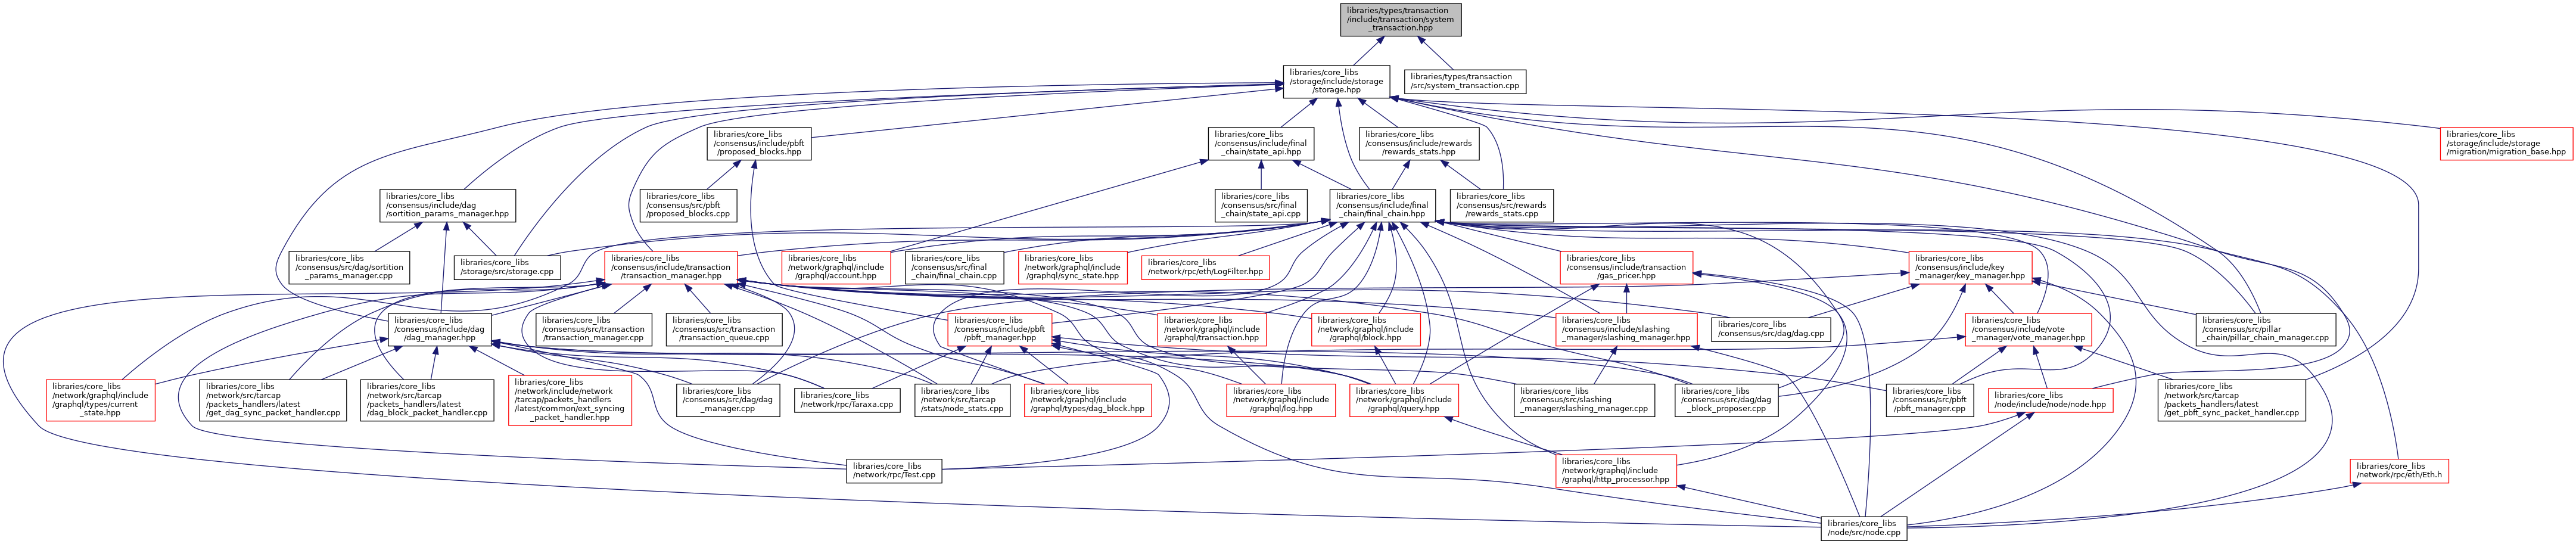 libraries/types/transaction
/include/transaction/system
_transaction.hpp
libraries/core_libs
/storage/include/storage
/storage.hpp
libraries/types/transaction
/src/system_transaction.cpp
libraries/core_libs
/consensus/include/pbft
/proposed_blocks.hpp
libraries/core_libs
/consensus/include/final
_chain/state_api.hpp
libraries/core_libs
/consensus/include/rewards
/rewards_stats.hpp
libraries/core_libs
/storage/include/storage
/migration/migration_base.hpp
libraries/core_libs
/consensus/include/dag
/sortition_params_manager.hpp
libraries/core_libs
/consensus/src/pbft
/proposed_blocks.cpp
libraries/core_libs
/consensus/src/final
_chain/state_api.cpp
libraries/core_libs
/consensus/include/final
_chain/final_chain.hpp
libraries/core_libs
/consensus/src/rewards
/rewards_stats.cpp
libraries/core_libs
/consensus/src/dag/sortition
_params_manager.cpp
libraries/core_libs
/storage/src/storage.cpp
libraries/core_libs
/consensus/include/transaction
/transaction_manager.hpp
libraries/core_libs
/network/graphql/include
/graphql/account.hpp
libraries/core_libs
/consensus/src/final
_chain/final_chain.cpp
libraries/core_libs
/network/graphql/include
/graphql/sync_state.hpp
libraries/core_libs
/network/rpc/eth/LogFilter.hpp
libraries/core_libs
/consensus/include/transaction
/gas_pricer.hpp
libraries/core_libs
/consensus/include/key
_manager/key_manager.hpp
libraries/core_libs
/consensus/include/dag
/dag_manager.hpp
libraries/core_libs
/consensus/src/transaction
/transaction_manager.cpp
libraries/core_libs
/consensus/src/transaction
/transaction_queue.cpp
libraries/core_libs
/consensus/include/pbft
/pbft_manager.hpp
libraries/core_libs
/network/graphql/include
/graphql/transaction.hpp
libraries/core_libs
/network/graphql/include
/graphql/block.hpp
libraries/core_libs
/consensus/include/slashing
_manager/slashing_manager.hpp
libraries/core_libs
/consensus/src/dag/dag.cpp
libraries/core_libs
/consensus/include/vote
_manager/vote_manager.hpp
libraries/core_libs
/consensus/src/pillar
_chain/pillar_chain_manager.cpp
libraries/core_libs
/network/graphql/include
/graphql/types/current
_state.hpp
libraries/core_libs
/network/src/tarcap
/packets_handlers/latest
/get_dag_sync_packet_handler.cpp
libraries/core_libs
/network/src/tarcap
/packets_handlers/latest
/dag_block_packet_handler.cpp
libraries/core_libs
/network/include/network
/tarcap/packets_handlers
/latest/common/ext_syncing
_packet_handler.hpp
libraries/core_libs
/consensus/src/dag/dag
_manager.cpp
libraries/core_libs
/network/rpc/Taraxa.cpp
libraries/core_libs
/network/src/tarcap
/stats/node_stats.cpp
libraries/core_libs
/network/graphql/include
/graphql/types/dag_block.hpp
libraries/core_libs
/network/graphql/include
/graphql/log.hpp
libraries/core_libs
/network/graphql/include
/graphql/query.hpp
libraries/core_libs
/consensus/src/slashing
_manager/slashing_manager.cpp
libraries/core_libs
/consensus/src/dag/dag
_block_proposer.cpp
libraries/core_libs
/consensus/src/pbft
/pbft_manager.cpp
libraries/core_libs
/node/include/node/node.hpp
libraries/core_libs
/network/src/tarcap
/packets_handlers/latest
/get_pbft_sync_packet_handler.cpp
libraries/core_libs
/network/rpc/Test.cpp
libraries/core_libs
/network/graphql/include
/graphql/http_processor.hpp
libraries/core_libs
/network/rpc/eth/Eth.h
libraries/core_libs
/node/src/node.cpp